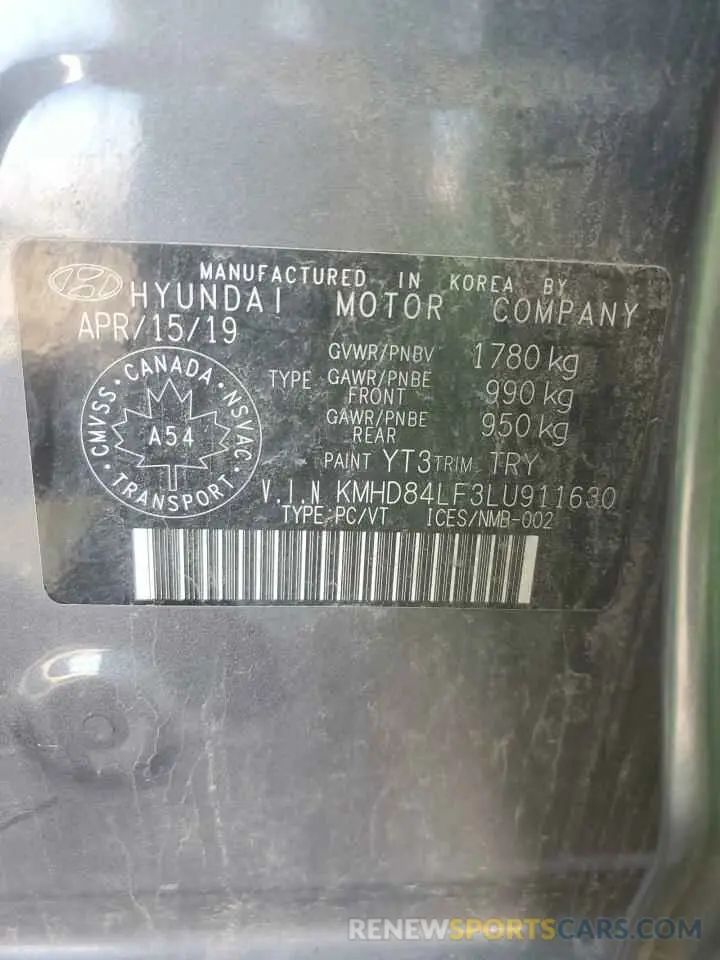 MANUFACTURED IN KOREA BY
HYUNDAI MOTOR COMPANY
APR/15/19
GVWR/PNBV 1780 kg
TYPE GAWR/PNBE FRONT 990 kg
GAWR/PNBE REAR 950 kg
CMVSS · CANADA · NSVAC
A54
TRANSPORT
PAINT YT3 TRIM TRY
V.I.N KMHD84LF3LU911630
TYPE:PC/VT ICES/NMB-002
RENEWSPORTSCARS.COM